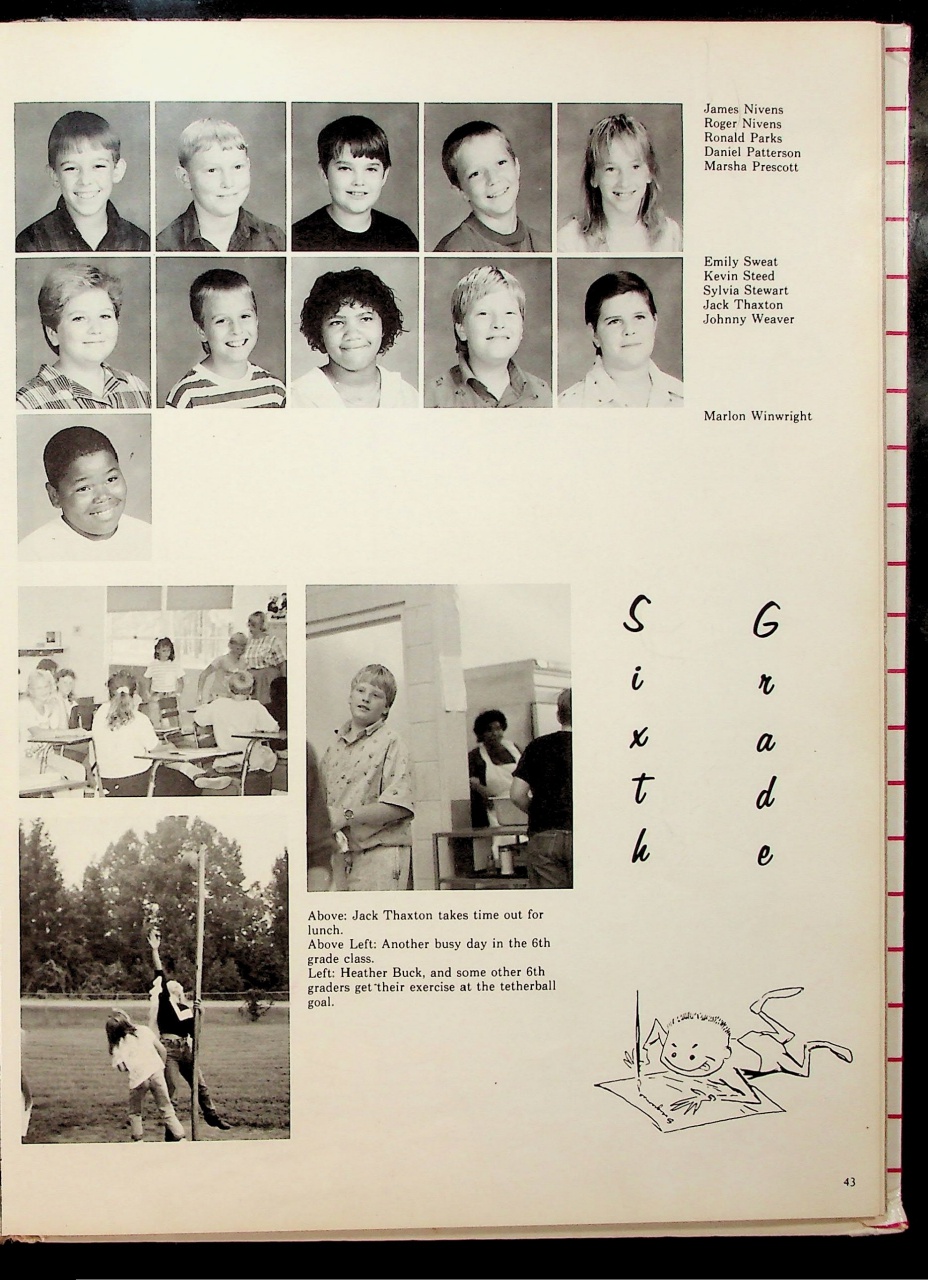 James Nivens
Roger Nivens
Ronald Parks
Daniel Patterson
Marsha Prescott
Emily Sweat
Kevin Steed
Sylvia Stewart
Jack Thaxton
Johnny Weaver
Marlon Winwright
August
Sixth Grade
Above: Jack Thaxton takes time out for
lunch.
Above Left: Another busy day in the 6th
grade class.
Left: Heather Buck, and some other 6th
graders get their exercise at the tetherball
goal.
43